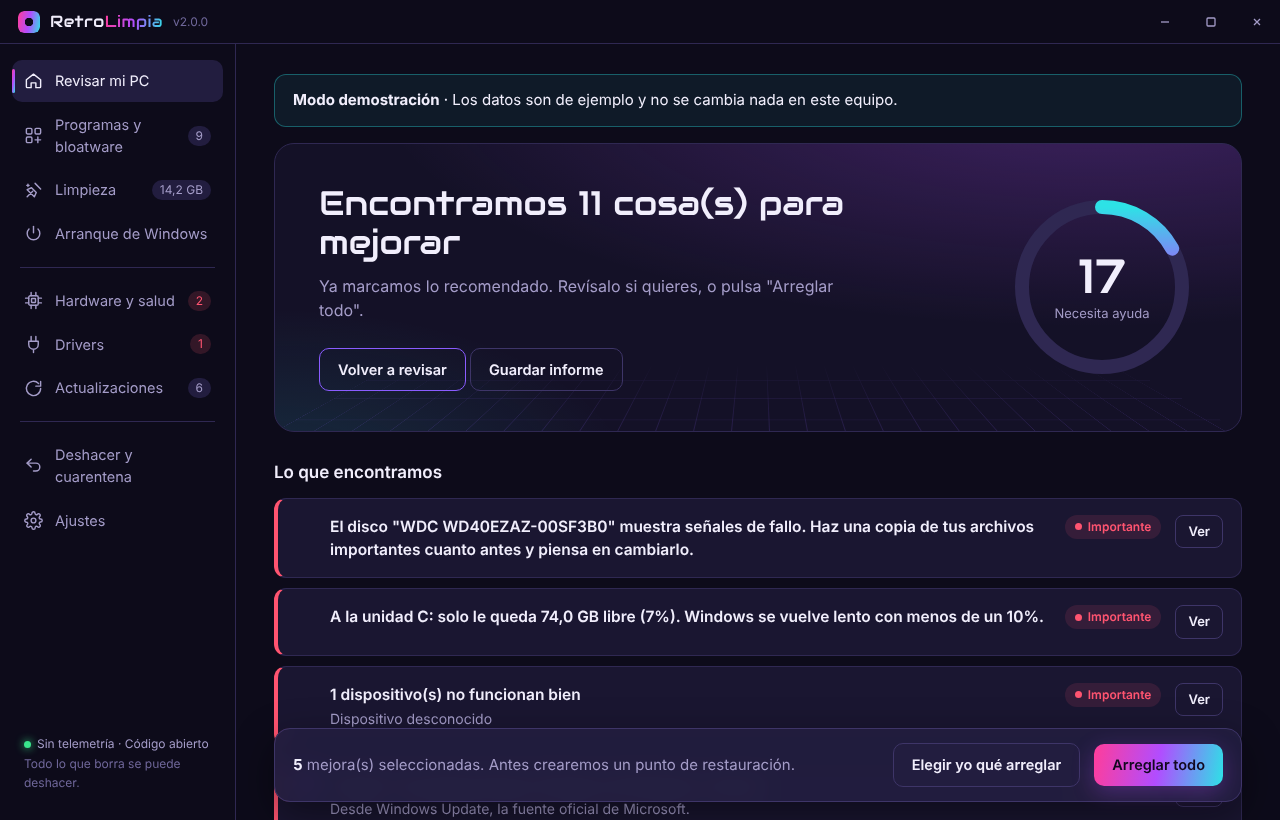 RetroLimpia v2.0.0
Revisar mi PC
Programas y
bloatware
9
Limpieza
14,2 GB
Arranque de Windows
Hardware y salud
2
Drivers
1
Actualizaciones
6
Deshacer y
cuarentena
Ajustes
Sin telemetría · Código abierto
Todo lo que borra se puede
deshacer.
Modo demostración · Los datos son de ejemplo y no se cambia nada en este equipo.
Encontramos 11 cosa(s) para
mejorar
Ya marcamos lo recomendado. Revísalo si quieres, o pulsa "Arreglar
todo".
Volver a revisar
Guardar informe
17
Necesita ayuda
Lo que encontramos
El disco "WDC WD40EZAZ-00SF3B0" muestra señales de fallo. Haz una copia de tus archivos
importantes cuanto antes y piensa en cambiarlo.
Importante
Ver
A la unidad C: solo le queda 74,0 GB libre (7%). Windows se vuelve lento con menos de un 10%.
Importante
Ver
1 dispositivo(s) no funcionan bien
Dispositivo desconocido
Importante
Ver
5 mejora(s) seleccionadas. Antes crearemos un punto de restauración.
Elegir yo qué arreglar
Arreglar todo
Desde Windows Update, la fuente oficial de Microsoft.